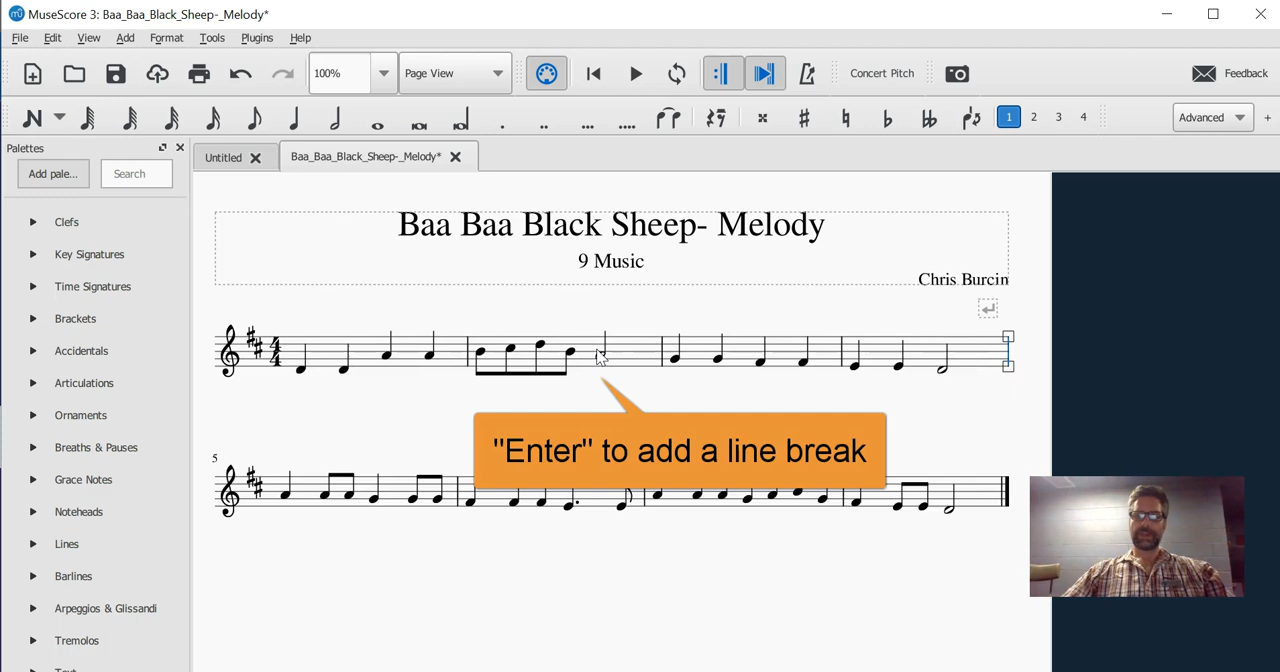 MuseScore 3: Baa_Baa_Black_Sheep-_Melody*
File Edit View Add Format Tools Plugins Help
100% Page View Concert Pitch Feedback
N 1 2 3 4 Advanced +
Palettes
Untitled Baa_Baa_Black_Sheep-_Melody*
Add pale... Search
Clefs
Key Signatures
Time Signatures
Brackets
Accidentals
Articulations
Ornaments
Breaths & Pauses
Grace Notes
Noteheads
Lines
Barlines
Arpeggios & Glissandi
Tremolos
Baa Baa Black Sheep- Melody
9 Music
Chris Burcin
4
4
"Enter" to add a line break
5